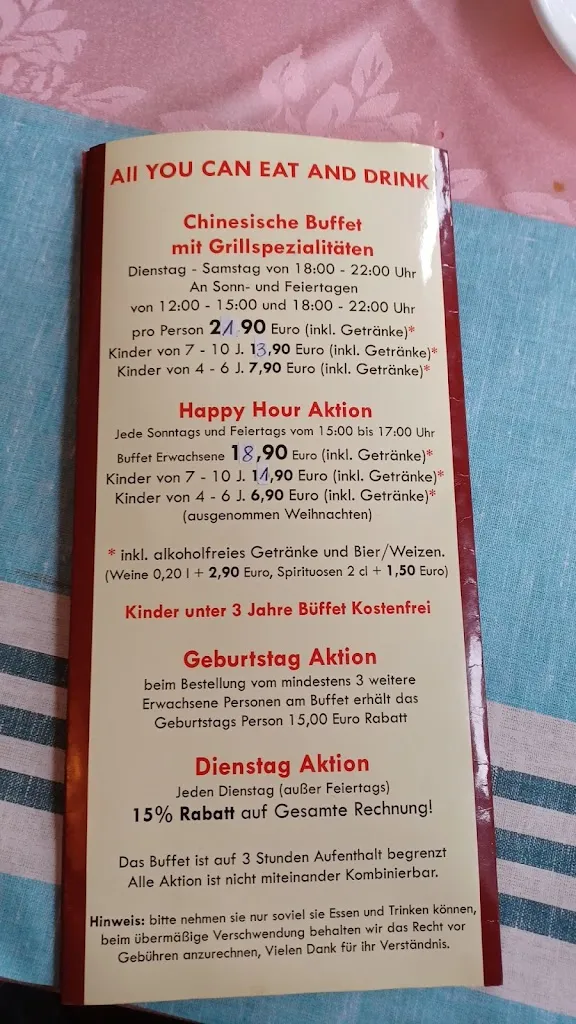 All YOU CAN EAT AND DRINK
Chinesische Buffet
mit Grillspezialitäten
Dienstag - Samstag von 18:00 - 22:00 Uhr
An Sonn- und Feiertagen
von 12:00 - 15:00 und 18:00 - 22:00 Uhr
pro Person 21,90 Euro (inkl. Getränke)*
Kinder von 7 - 10 J. 13,90 Euro (inkl. Getränke)*
Kinder von 4 - 6 J. 7,90 Euro (inkl. Getränke)*
Happy Hour Aktion
Jede Sonntags und Feiertags vom 15:00 bis 17:00 Uhr
Buffet Erwachsene 18,90 Euro (inkl. Getränke)*
Kinder von 7 - 10 J. 11,90 Euro (inkl. Getränke)*
Kinder von 4 - 6 J. 6,90 Euro (inkl. Getränke)*
(ausgenommen Weihnachten)
* inkl. alkoholfreies Getränke und Bier/Weizen.
(Weine 0,20 l + 2,90 Euro, Spirituosen 2 cl + 1,50 Euro)
Kinder unter 3 Jahre Büffet Kostenfrei
Geburtstag Aktion
beim Bestellung vom mindestens 3 weitere
Erwachsene Personen am Buffet erhält das
Geburtstags Person 15,00 Euro Rabatt
Dienstag Aktion
Jeden Dienstag (außer Feiertags)
15% Rabatt auf Gesamte Rechnung!
Das Buffet ist auf 3 Stunden Aufenthalt begrenzt
Alle Aktion ist nicht miteinander Kombinierbar.
Hinweis: bitte nehmen sie nur soviel sie Essen und Trinken können,
beim übermäßige Verschwendung behalten wir das Recht vor
Gebühren anzurechnen, Vielen Dank für ihr Verständnis.